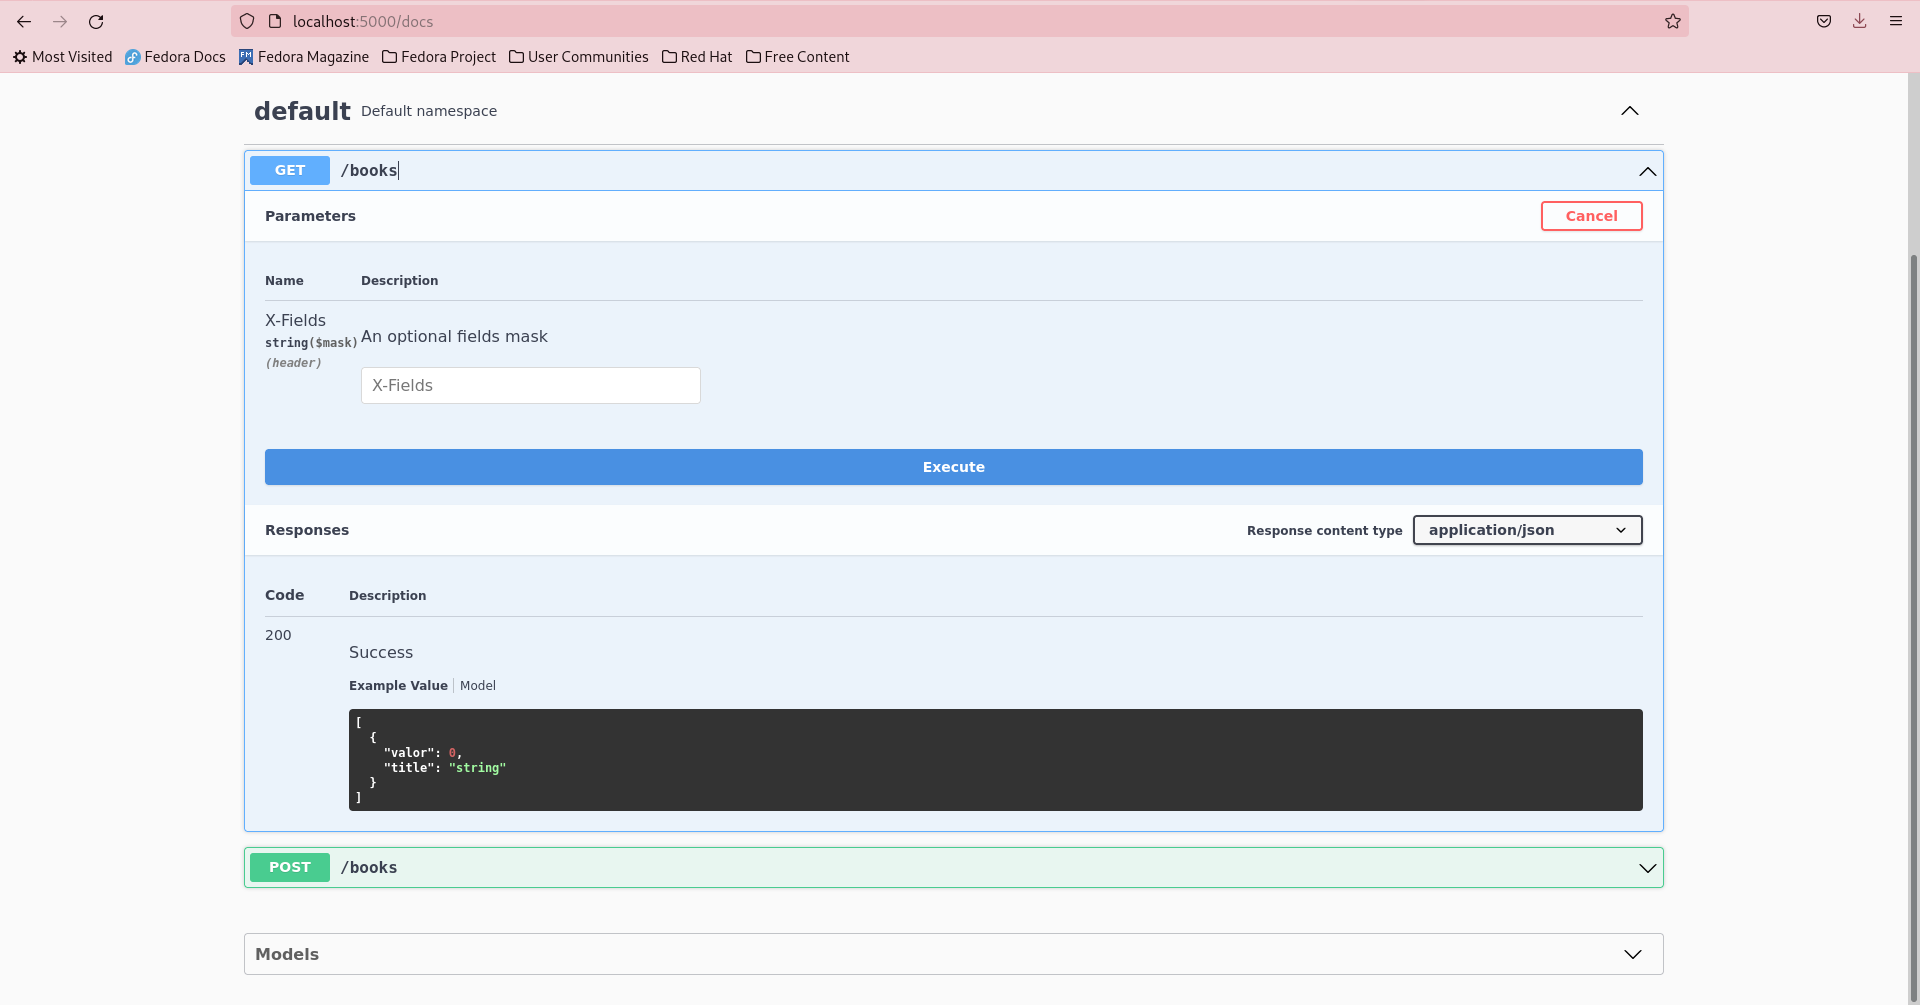 localhost:5000/docs
Most Visited Fedora Docs Fedora Magazine Fedora Project User Communities Red Hat Free Content
default Default namespace
GET /books
Parameters Cancel
Name Description
X-Fields
An optional fields mask
string($mask)
(header)
X-Fields
Execute
Responses Response content type application/json
Code Description
200
Success
Example Value Model
[
{
"valor": 0,
"title": "string"
}
]
POST /books
Models